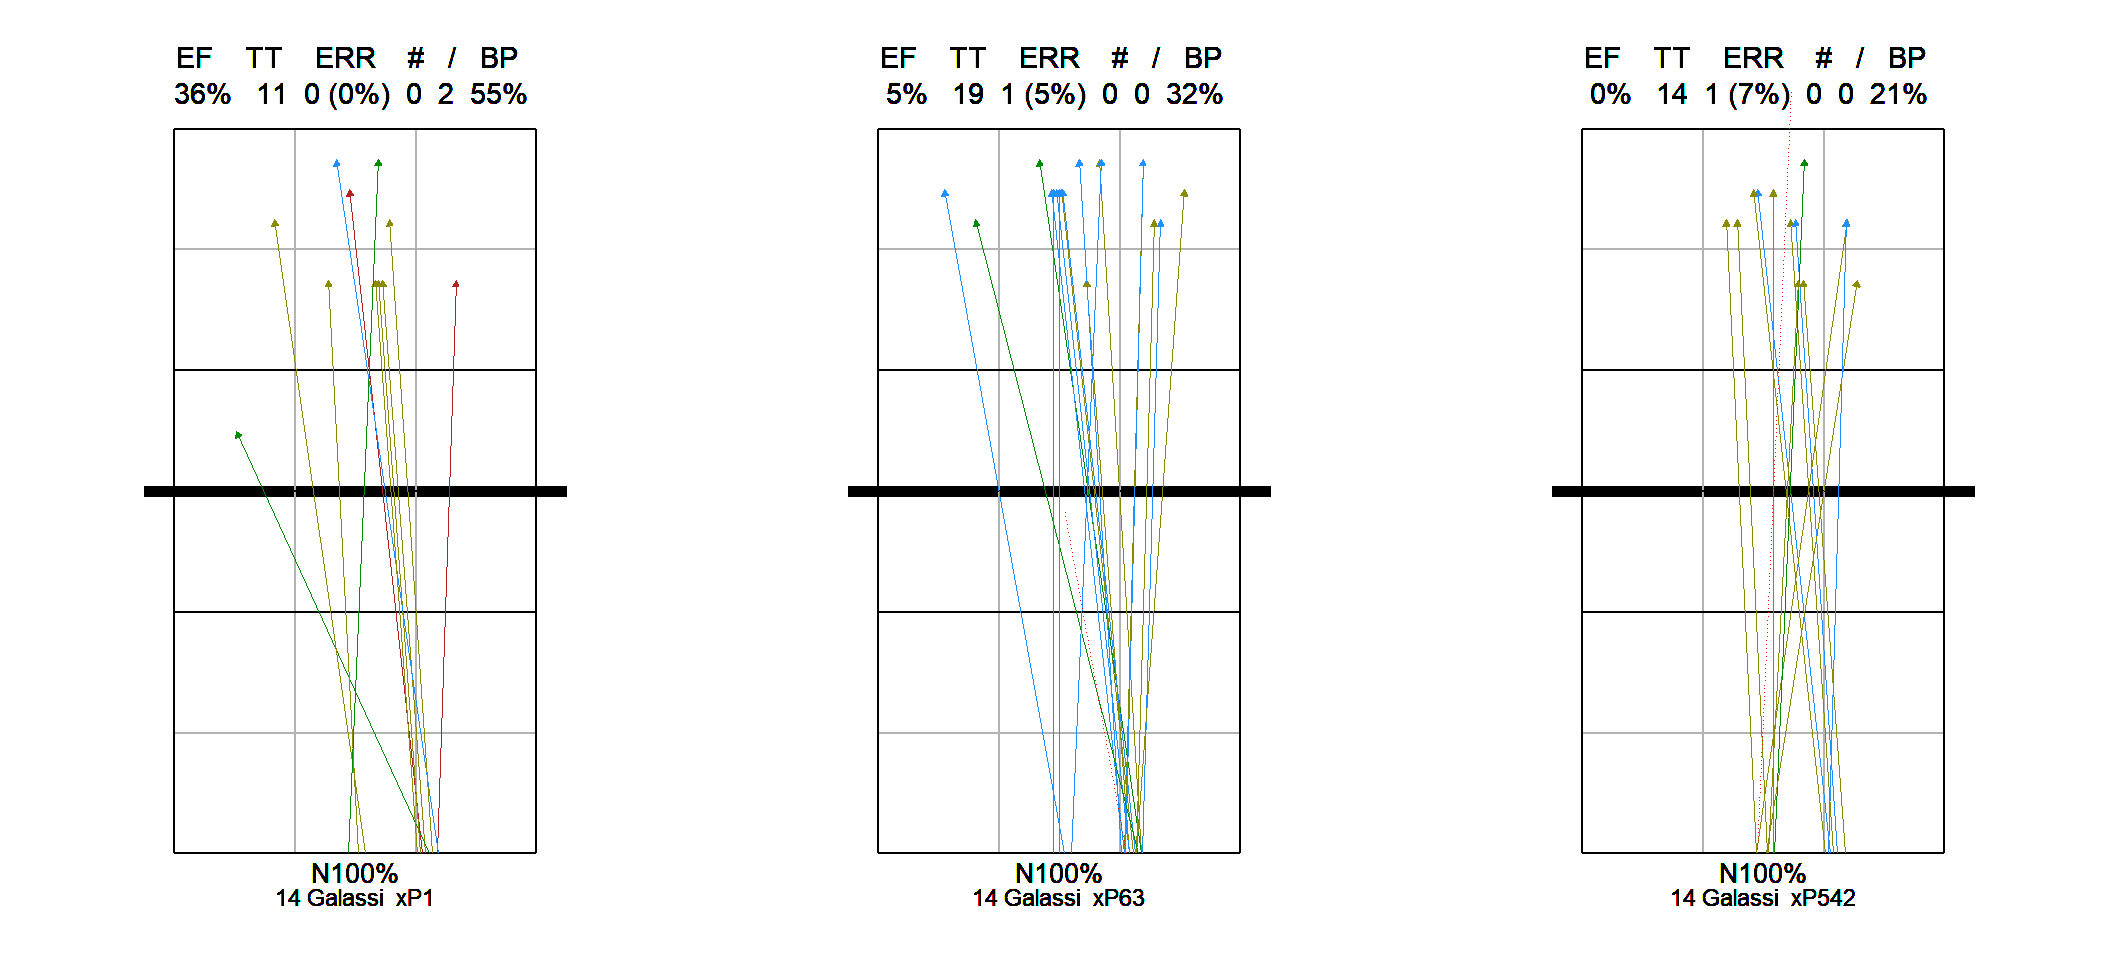 EF TT ERR # / BP
36% 11 0 (0%) 0 2 55%
N100%
14 Galassi xP1
EF TT ERR # / BP
5% 19 1 (5%) 0 0 32%
N100%
14 Galassi xP63
EF TT ERR # / BP
0% 14 1 (7%) 0 0 21%
N100%
14 Galassi xP542